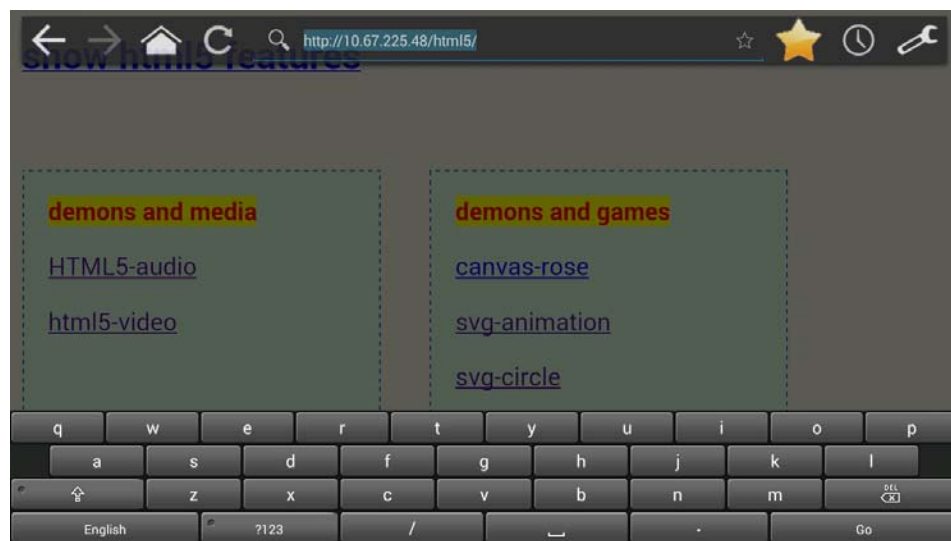 http://10.67.225.48/html5/
show html5 features
demons and media
HTML5-audio
html5-video
demons and games
canvas-rose
svg-animation
svg-circle
q w e r t y u i o p
a s d f g h j k l
z x c v b n m DEL
English ?123 / . Go